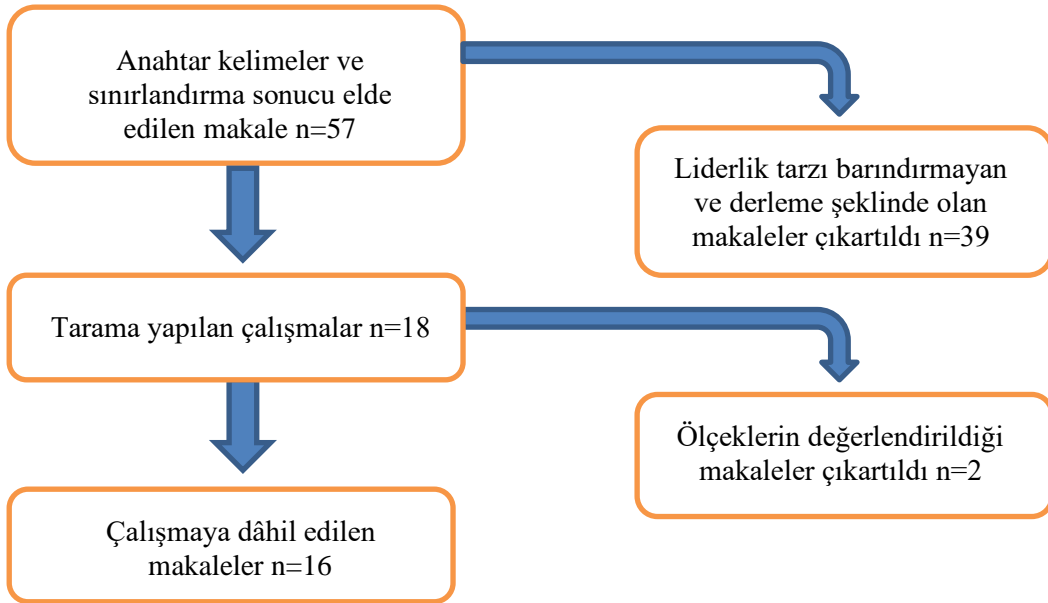 Anahtar kelimeler ve
sınırlandırma sonucu elde
edilen makale n=57
Liderlik tarzı barındırmayan
ve derleme şeklinde olan
makaleler çıkartıldı n=39
Tarama yapılan çalışmalar n=18
Ölçeklerin değerlendirildiği
makaleler çıkartıldı n=2
Çalışmaya dâhil edilen
makaleler n=16